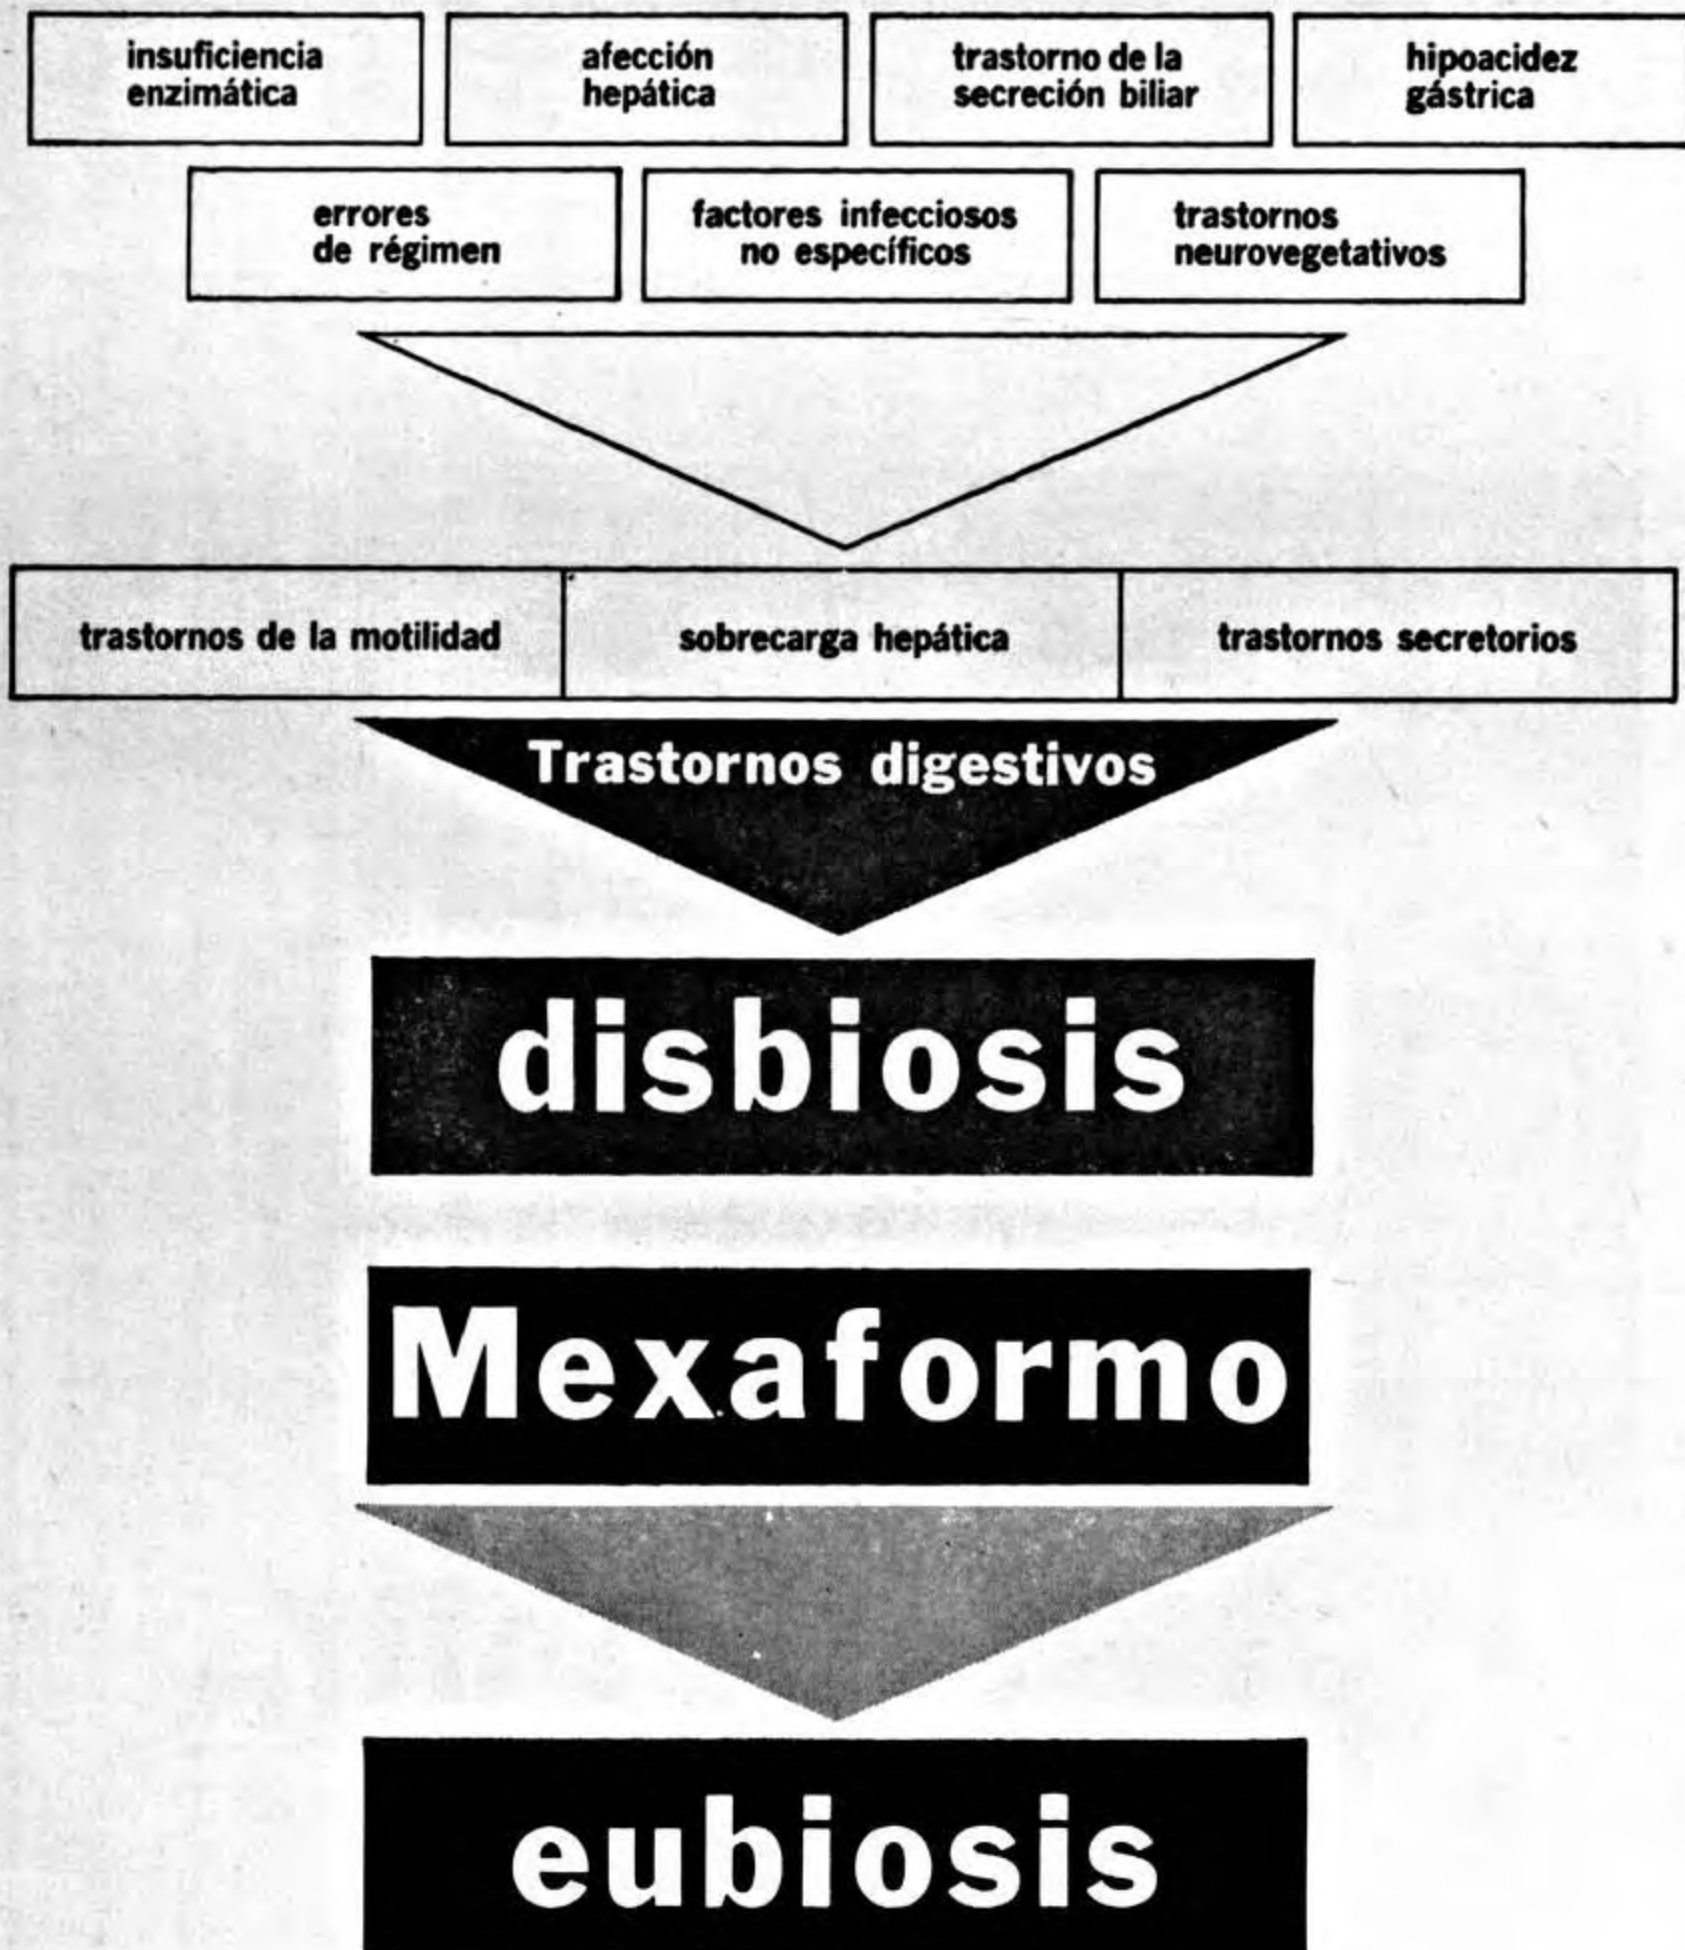 insuficiencia
enzimática
afección
hepática
trastorno de la
secreción biliar
hipoacidez
gástrica
errores
de régimen
factores infecciosos
no específicos
trastornos
neurovegetativos
trastornos de la motilidad
sobrecarga hepática
trastornos secretorios
Trastornos digestivos
disbiosis
Mexaformo
eubiosis